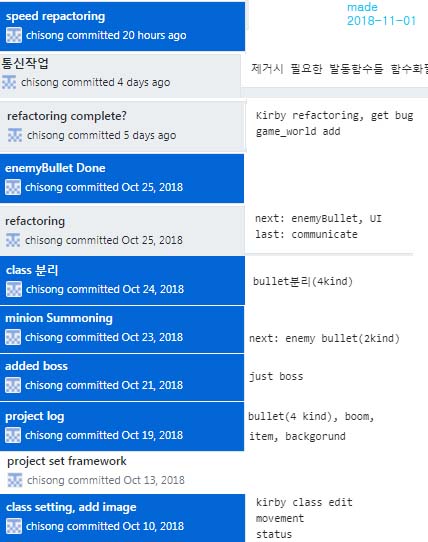 made
2018-11-01
speed repactoring
chisong committed 20 hours ago
통신작업
chisong committed 4 days ago
제거시 필요한 발동함수들 함수화
refactoring complete?
chisong committed 5 days ago
Kirby refactoring, get bug
game_world add
enemyBullet Done
chisong committed Oct 25, 2018
refactoring
chisong committed Oct 25, 2018
next: enemyBullet, UI
last: communicate
class 분리
chisong committed Oct 24, 2018
bullet분리(4kind)
minion Summoning
chisong committed Oct 23, 2018
next: enemy bullet(2kind)
added boss
chisong committed Oct 21, 2018
just boss
project log
chisong committed Oct 19, 2018
bullet(4 kind), boom,
item, backgorund
project set framework
chisong committed Oct 13, 2018
class setting, add image
chisong committed Oct 10, 2018
kirby class edit
movement
status